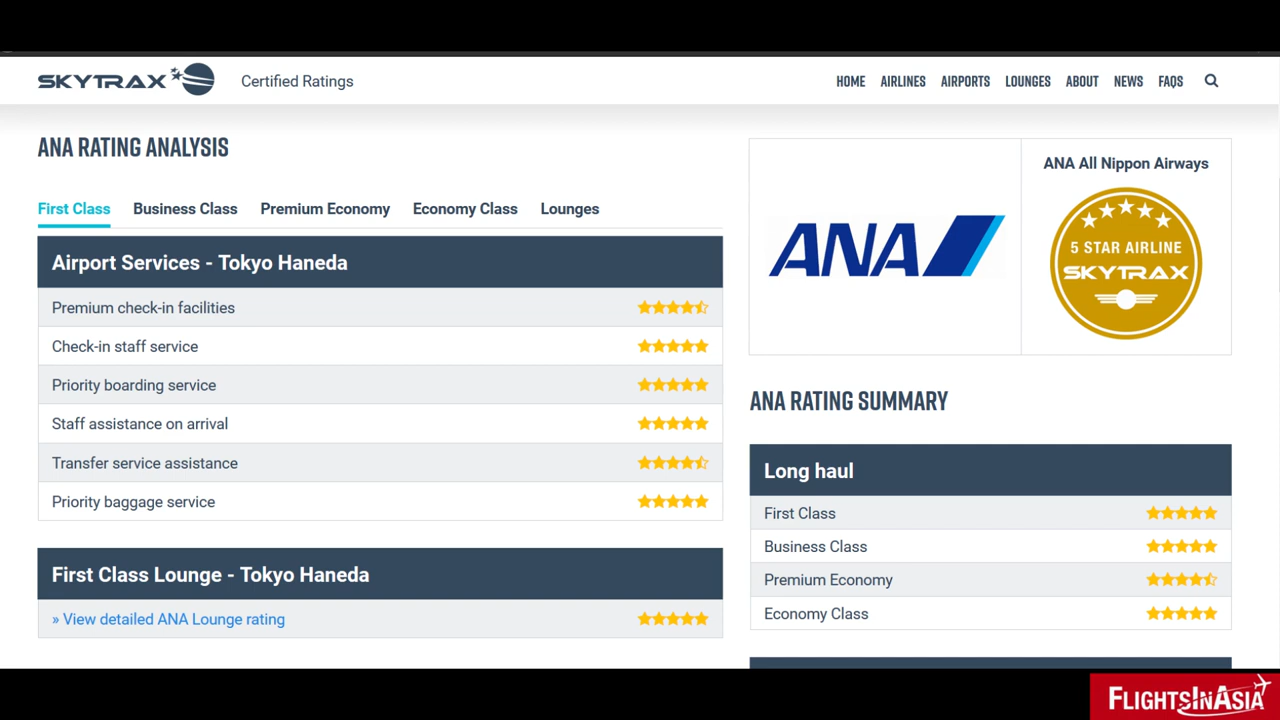 SKYTRAX Certified Ratings HOME AIRLINES AIRPORTS LOUNGES ABOUT NEWS FAQS
ANA RATING ANALYSIS
First Class Business Class Premium Economy Economy Class Lounges
Airport Services - Tokyo Haneda
Premium check-in facilities
Check-in staff service
Priority boarding service
Staff assistance on arrival
Transfer service assistance
Priority baggage service
First Class Lounge - Tokyo Haneda
» View detailed ANA Lounge rating
ANA
ANA All Nippon Airways
5 STAR AIRLINE
SKYTRAX
ANA RATING SUMMARY
Long haul
First Class
Business Class
Premium Economy
Economy Class
FLIGHTSINASIA